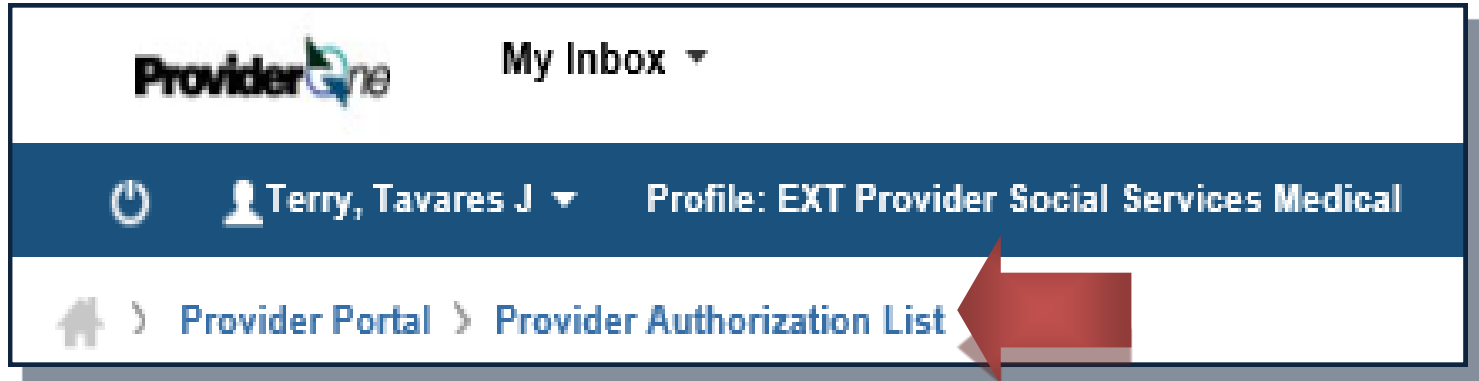 ProviderOne My Inbox
Terry, Tavares J Profile: EXT Provider Social Services Medical
Provider Portal > Provider Authorization List